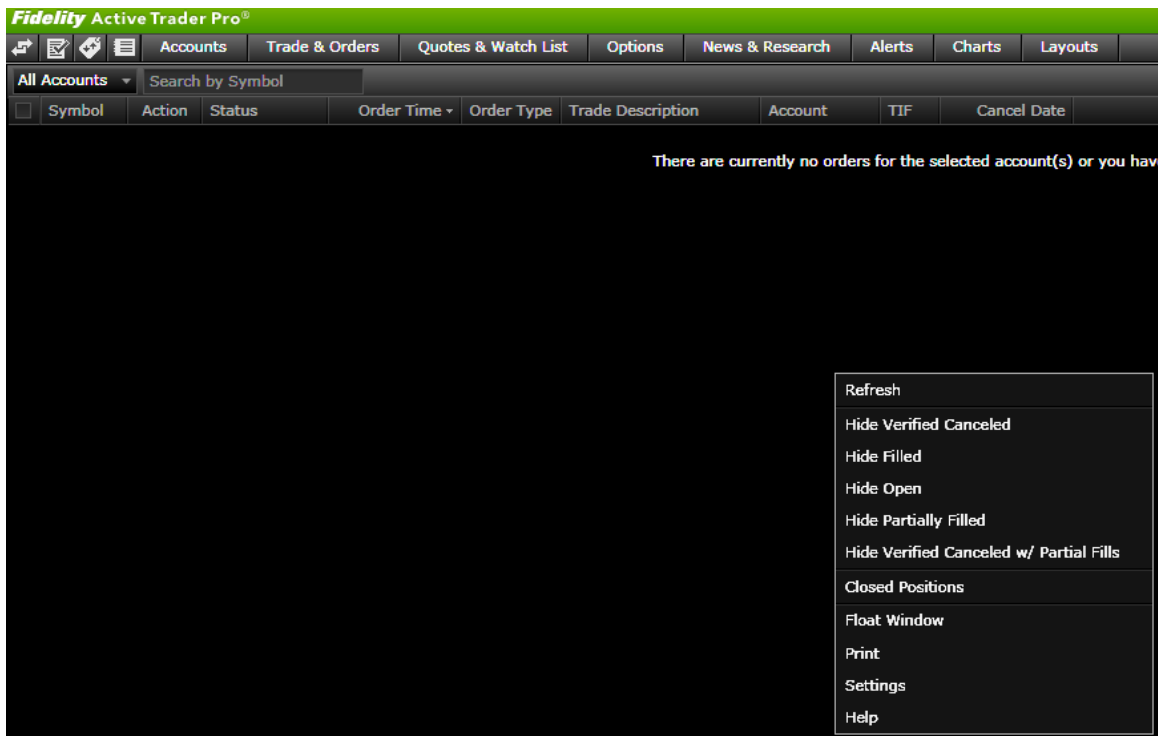 Fidelity Active Trader Pro®
Accounts Trade & Orders Quotes & Watch List Options News & Research Alerts Charts Layouts
All Accounts Search by Symbol
Symbol Action Status Order Time Order Type Trade Description Account TIF Cancel Date
There are currently no orders for the selected account(s) or you hav
Refresh
Hide Verified Canceled
Hide Filled
Hide Open
Hide Partially Filled
Hide Verified Canceled w/ Partial Fills
Closed Positions
Float Window
Print
Settings
Help